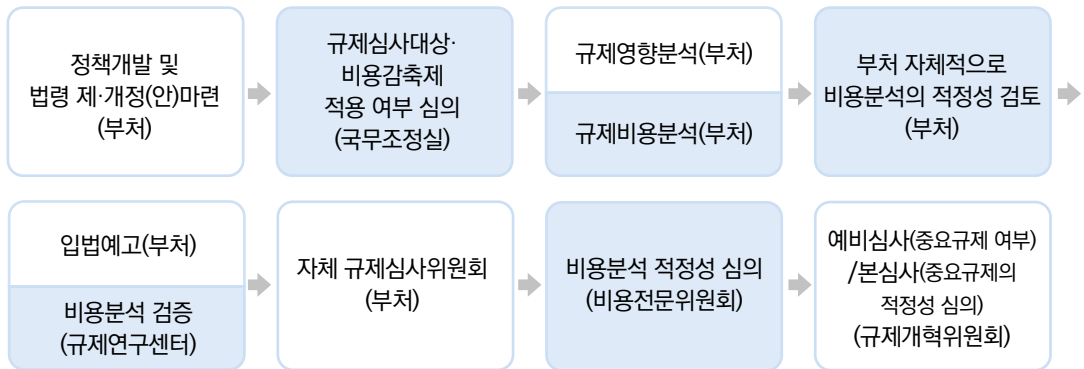 정책개발 및
법령 제·개정(안)마련
(부처)
규제심사대상·
비용감축제
적용 여부 심의
(국무조정실)
규제영향분석(부처)
규제비용분석(부처)
부처 자체적으로
비용분석의 적정성 검토
(부처)
입법예고(부처)
비용분석 검증
(규제연구센터)
자체 규제심사위원회
(부처)
비용분석 적정성 심의
(비용전문위원회)
예비심사(중요규제 여부)
/본심사(중요규제의
적정성 심의)
(규제개혁위원회)